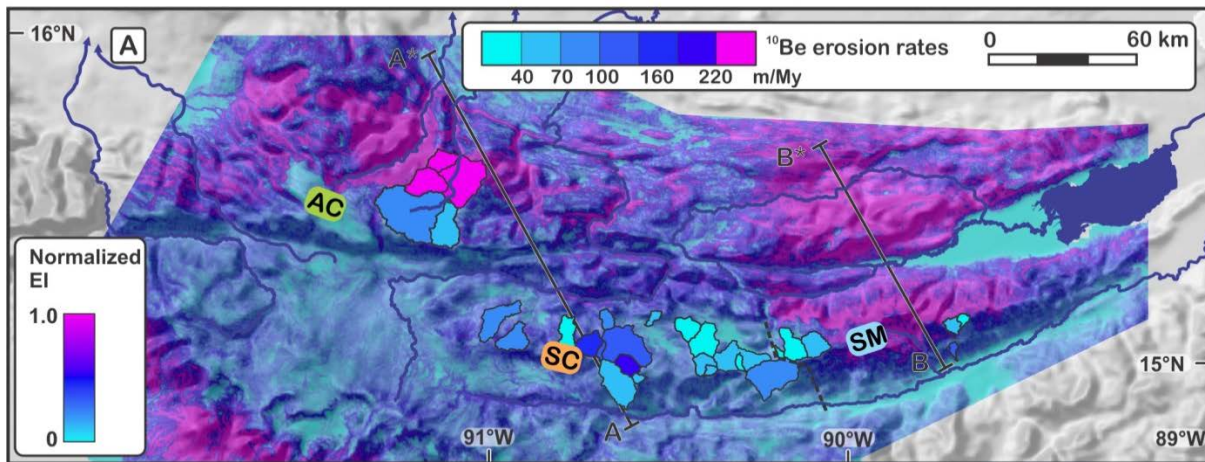 16°N
A
A*
¹⁰Be erosion rates
0 60 km
40 70 100 160 220 m/My
B*
AC
Normalized
EI
1.0
0
SC
SM
B
15°N
A
91°W
90°W
89°W